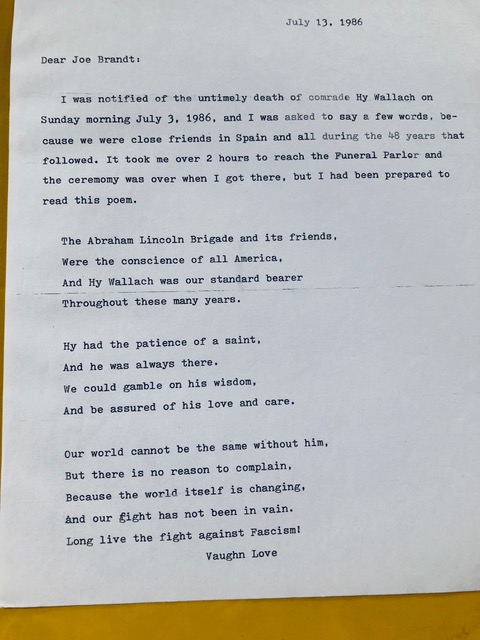 July 13, 1986
Dear Joe Brandt:
I was notified of the untimely death of comrade Hy Wallach on
Sunday morning July 3, 1986, and I was asked to say a few words, be-
cause we were close friends in Spain and all during the 48 years that
followed. It took me over 2 hours to reach the Funeral Parlor and
the ceremomy was over when I got there, but I had been prepared to
read this poem.
The Abraham Lincoln Brigade and its friends,
Were the conscience of all America,
And Hy Wallach was our standard bearer
Throughout these many years.
Hy had the patience of a saint,
And he was always there.
We could gamble on his wisdom,
And be assured of his love and care.
Our world cannot be the same without him,
But there is no reason to complain,
Because the world itself is changing,
And our fight has not been in vain.
Long live the fight against Fascism!
Vaughn Love